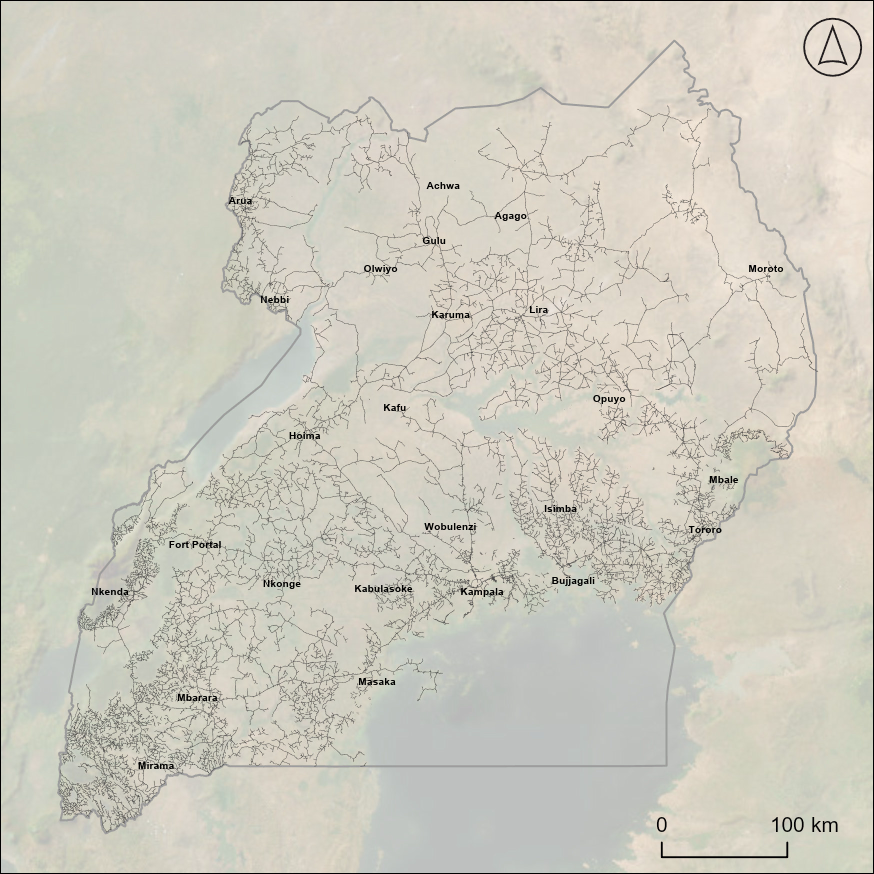 Achwa
Arua
Agago
Gulu
Olwiyo
Moroto
Nebbi
Karuma
Lira
Opuyo
Kafu
Hoima
Mbale
Isimba
Wobulenzi
Tororo
Fort Portal
Nkenda
Nkonge
Kabulasoke
Kampala
Bujjagali
Masaka
Mbarara
Mirama
0
100 km